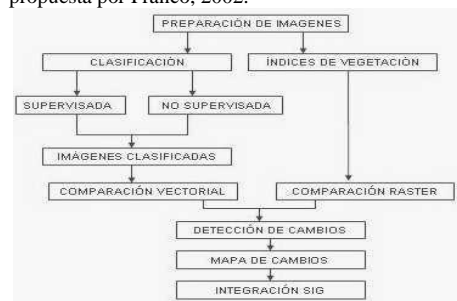 propuesta por Franco, 2002.
PREPARACIÓN DE IMAGENES
CLASIFICACIÓN
ÍNDICES DE VEGETACIÓN
SUPERVISADA
NO SUPERVISADA
IMÁGENES CLASIFICADAS
COMPARACIÓN VECTORIAL
COMPARACIÓN RASTER
DETECCIÓN DE CAMBIOS
MAPA DE CAMBIOS
INTEGRACIÓN SIG